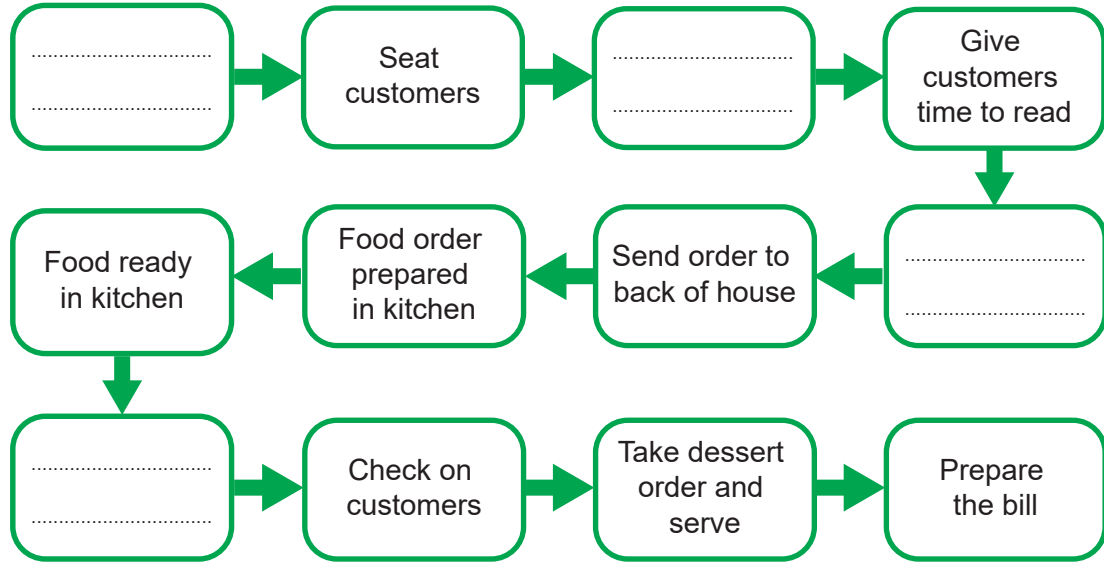 Seat
customers
Give
customers
time to read
Send order to
back of house
Food order
prepared
in kitchen
Food ready
in kitchen
Check on
customers
Take dessert
order and
serve
Prepare
the bill